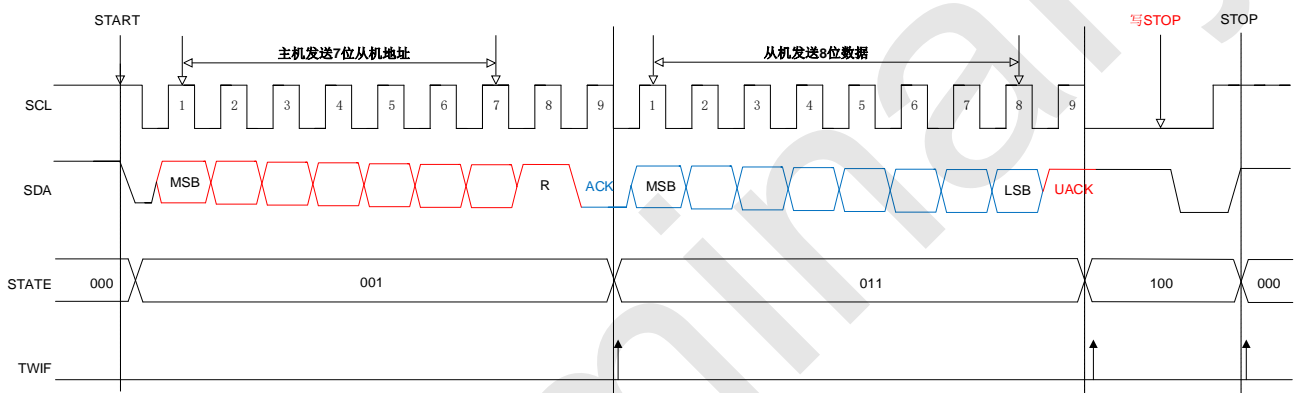 START
写STOP
STOP
主机发送7位从机地址
从机发送8位数据
SCL
1 2 3 4 5 6 7 8 9 1 2 3 4 5 6 7 8 9
SDA
MSB R ACK MSB LSB UACK
STATE
000 001 011 100 000
TWIF